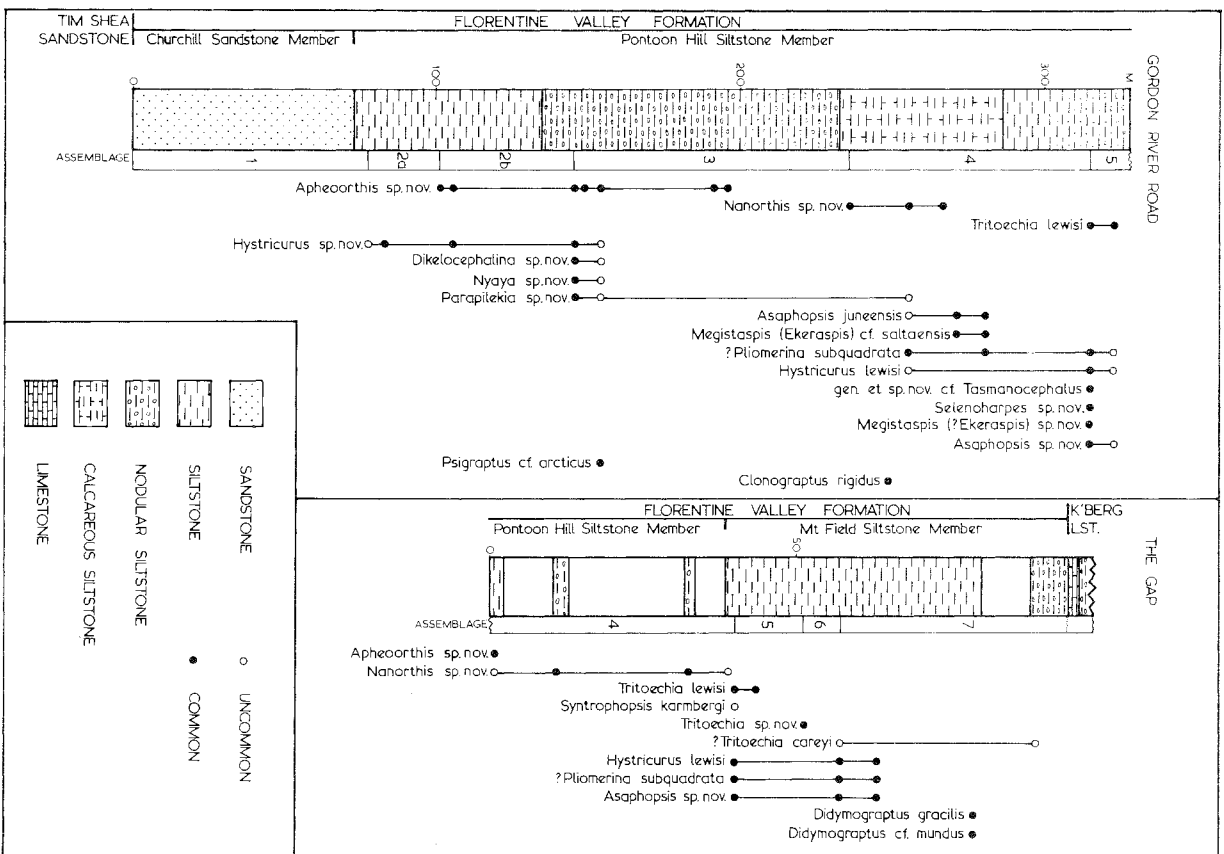 TIM SHEA
SANDSTONE
FLORENTINE VALLEY FORMATION
Churchill Sandstone Member
Pontoon Hill Siltstone Member
GORDON RIVER ROAD
0
100
200
300
M
ASSEMBLAGE
1
2a
2b
3
4
5
Apheoorthis sp. nov.
Nanorthis sp. nov.
Tritoechia lewisi
Hystricurus sp. nov.
Dikelocephalina sp. nov.
Nyaya sp. nov.
Parapilekia sp. nov.
Asaphopsis juneensis
Megistaspis (Ekeraspis) cf. saltaensis
?Pliomerina subquadrata
Hystricurus lewisi
gen. et sp. nov. cf. Tasmanocephalus
Selenoharpes sp. nov.
Megistaspis (?Ekeraspis) sp. nov.
Asaphopsis sp. nov.
Psigraptus cf. arcticus
Clonograptus rigidus
FLORENTINE VALLEY FORMATION
K'BERG
LST.
Pontoon Hill Siltstone Member
Mt Field Siltstone Member
THE GAP
0
50
ASSEMBLAGE
4
5
6
7
Apheoorthis sp. nov.
Nanorthis sp. nov.
Tritoechia lewisi
Syntrophopsis karmbergi
Tritoechia sp. nov.
?Tritoechia careyi
Hystricurus lewisi
?Pliomerina subquadrata
Asaphopsis sp. nov.
Didymograptus gracilis
Didymograptus cf. mundus
SANDSTONE
SILTSTONE
NODULAR SILTSTONE
CALCAREOUS SILTSTONE
LIMESTONE
UNCOMMON
COMMON